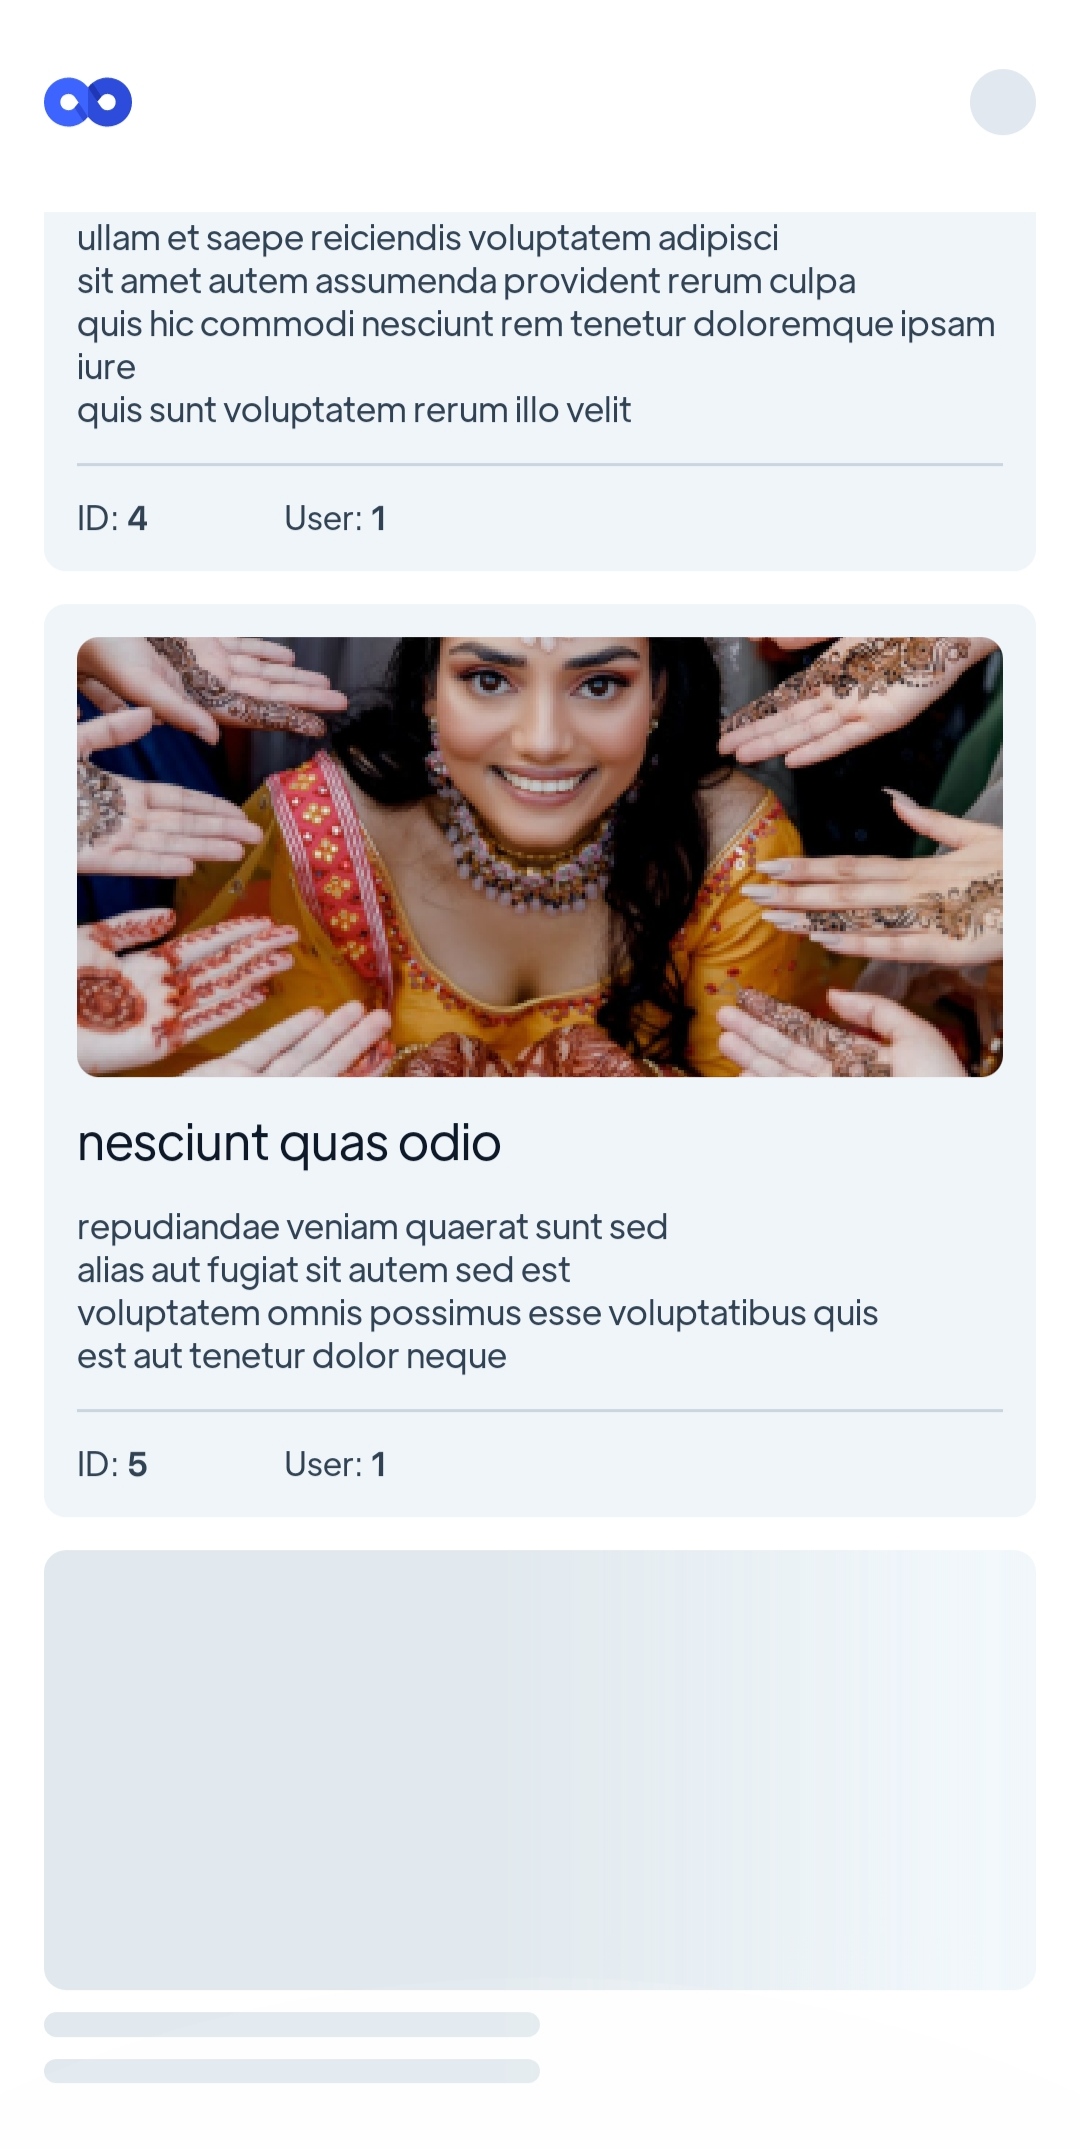 ullam et saepe reiciendis voluptatem adipisci
sit amet autem assumenda provident rerum culpa
quis hic commodi nesciunt rem tenetur doloremque ipsam
iure
quis sunt voluptatem rerum illo velit
ID: 4 User: 1
nesciunt quas odio
repudiandae veniam quaerat sunt sed
alias aut fugiat sit autem sed est
voluptatem omnis possimus esse voluptatibus quis
est aut tenetur dolor neque
ID: 5 User: 1